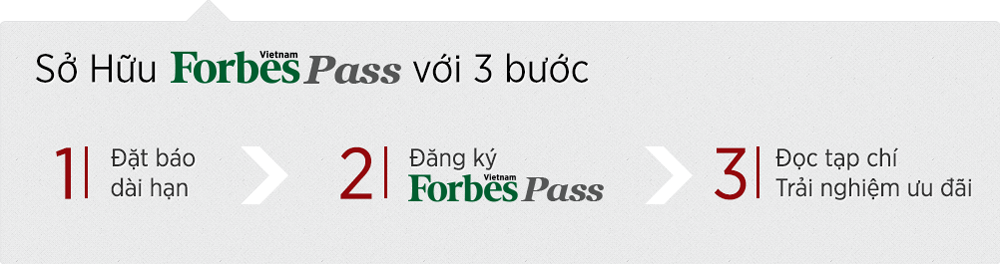 Sở Hữu Forbes Vietnam Pass với 3 bước
1 Đặt báo
dài hạn
2 Đăng ký
Forbes Vietnam Pass
3 Đọc tạp chí
Trải nghiệm ưu đãi